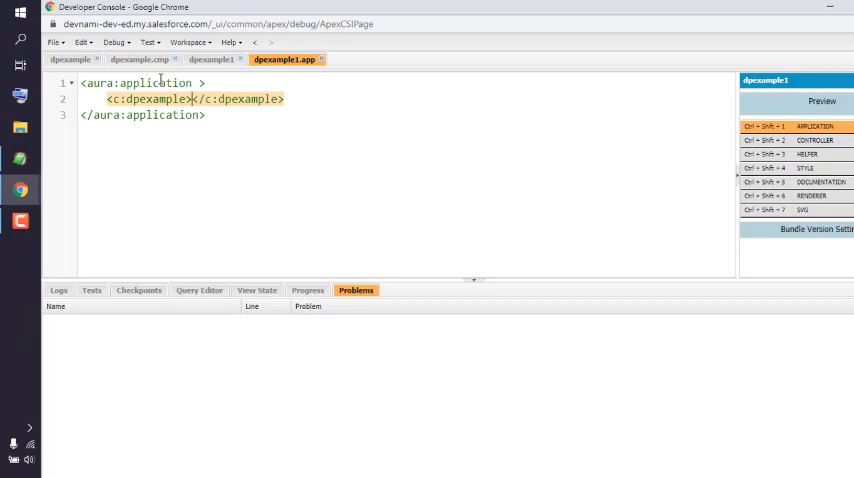 Developer Console - Google Chrome
devnami-dev-ed.my.salesforce.com/_ui/common/apex/debug/ApexCSIPage
File Edit Debug Test Workspace Help < >
dpexample dpexample.cmp dpexample1 dpexample1.app
1 <aura:application >
2 <c:dpexample></c:dpexample>
3 </aura:application>
dpexample1
Preview
Ctrl + Shift + 1 APPLICATION
Ctrl + Shift + 2 CONTROLLER
Ctrl + Shift + 3 HELPER
Ctrl + Shift + 4 STYLE
Ctrl + Shift + 5 DOCUMENTATION
Ctrl + Shift + 6 RENDERER
Ctrl + Shift + 7 SVG
Bundle Version Setti
Logs Tests Checkpoints Query Editor View State Progress Problems
Name Line Problem